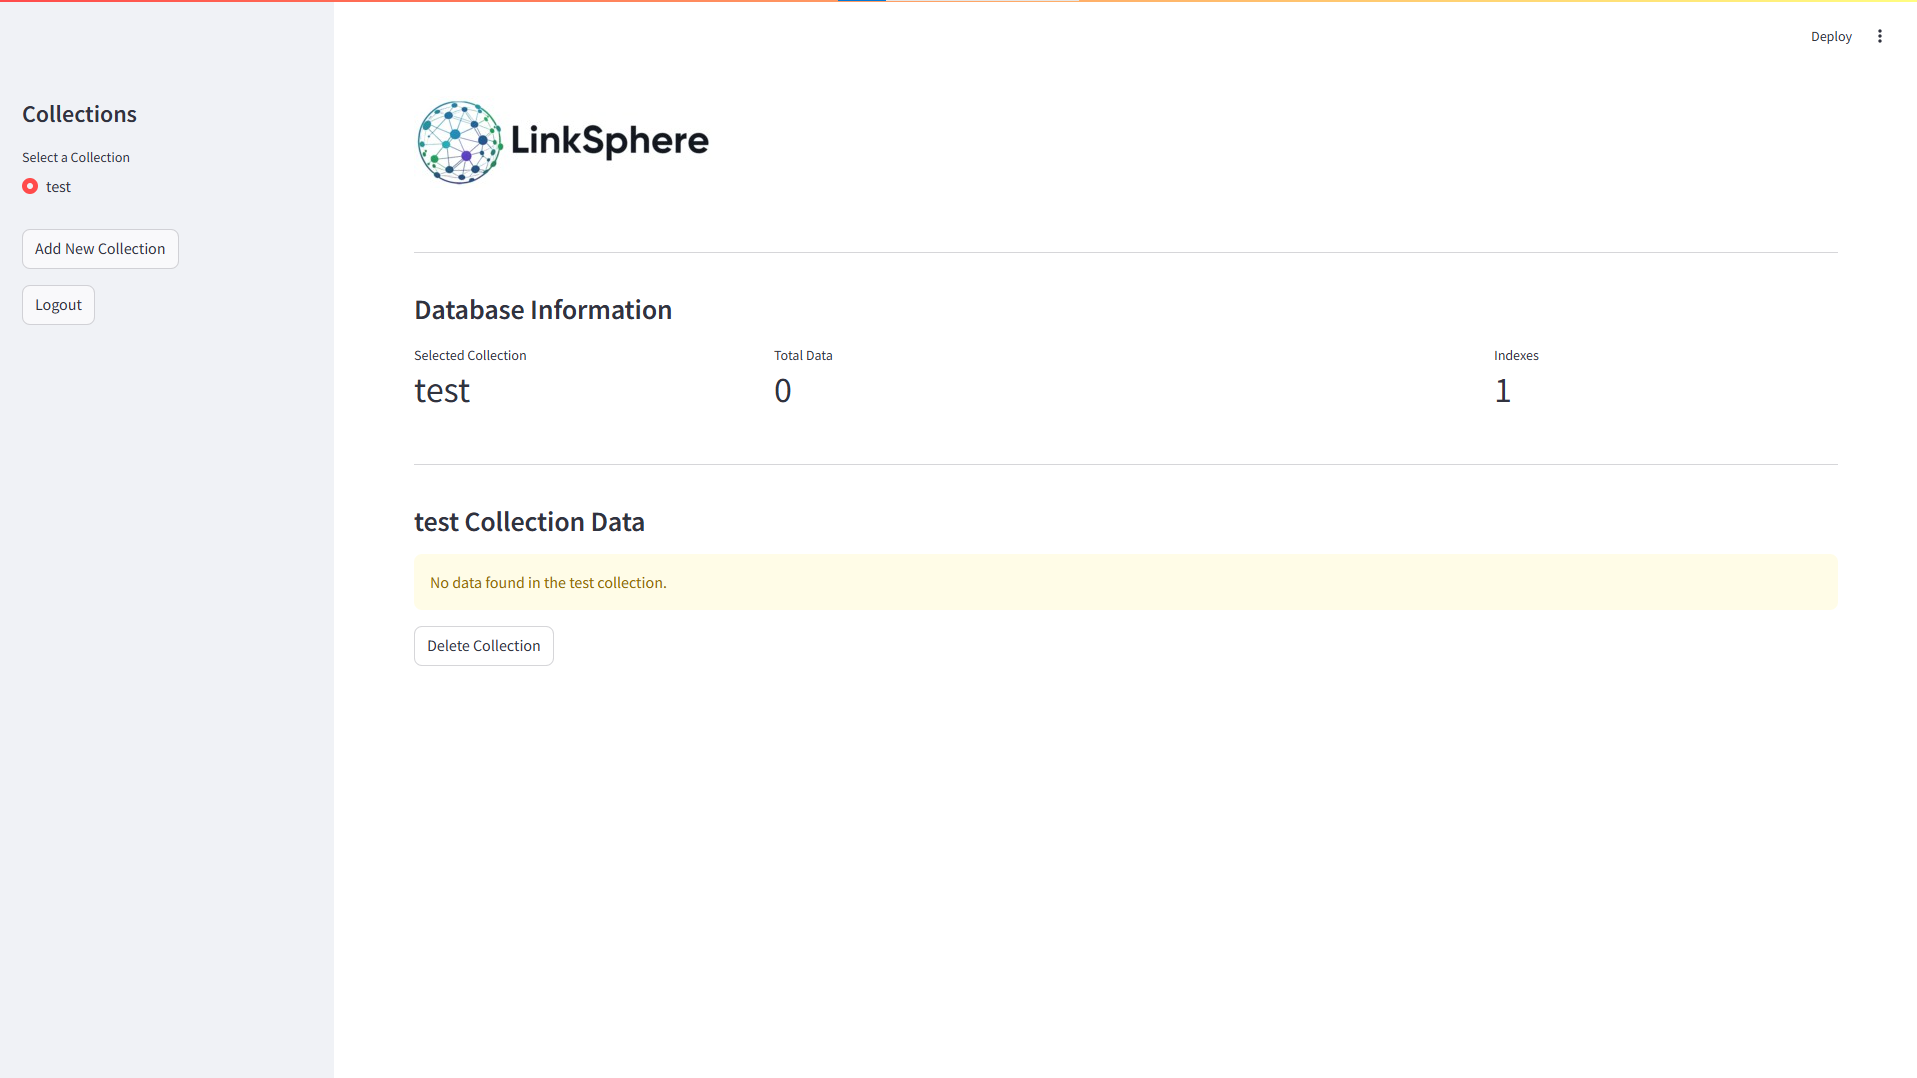 Deploy
Collections
Select a Collection
test
Add New Collection
Logout
LinkSphere
Database Information
Selected Collection
test
Total Data
0
Indexes
1
test Collection Data
No data found in the test collection.
Delete Collection